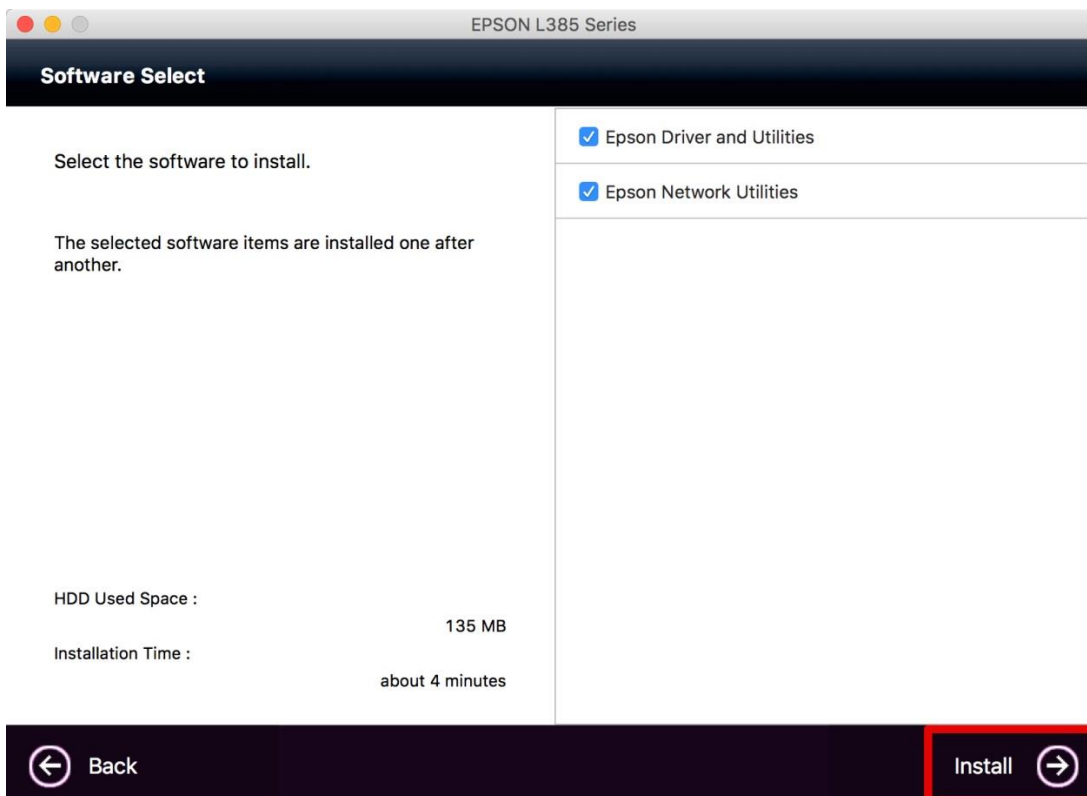 EPSON L385 Series
Software Select
Select the software to install.
The selected software items are installed one after
another.
HDD Used Space :
135 MB
Installation Time :
about 4 minutes
Epson Driver and Utilities
Epson Network Utilities
Back
Install